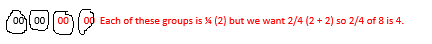 00 00 00 00 Each of these groups is ¼ (2) but we want 2/4 (2 + 2) so 2/4 of 8 is 4.